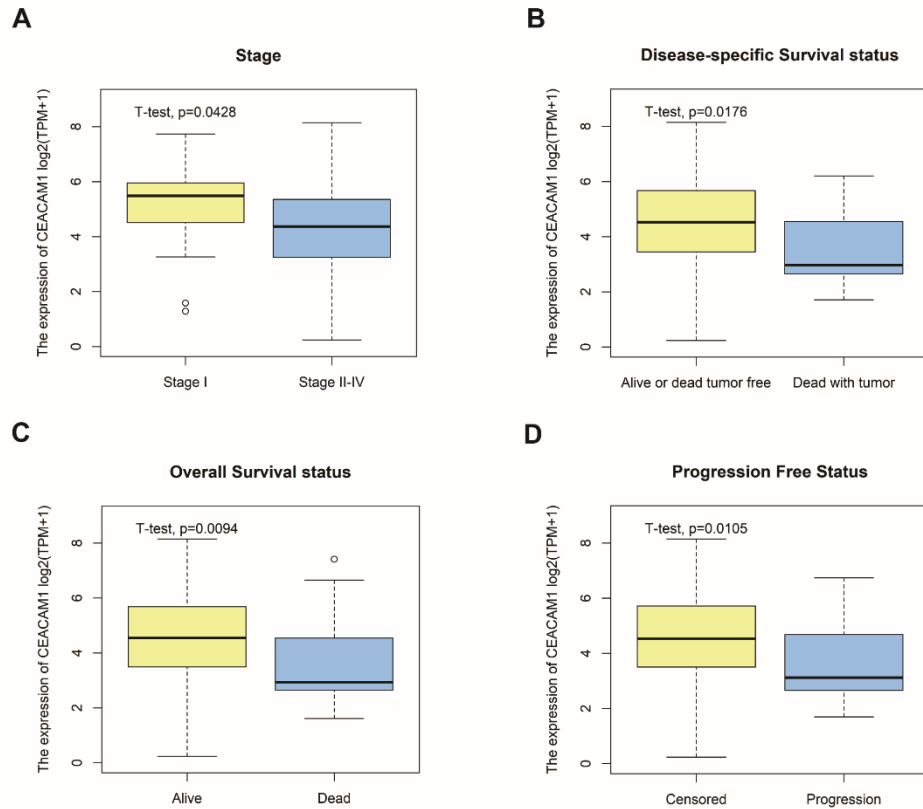 A
Stage
The expression of CEACAM1 log2(TPM+1)
T-test, p=0.0428
8
6
4
2
0
Stage I
Stage II-IV
B
Disease-specific Survival status
The expression of CEACAM1 log2(TPM+1)
T-test, p=0.0176
8
6
4
2
0
Alive or dead tumor free
Dead with tumor
C
Overall Survival status
The expression of CEACAM1 log2(TPM+1)
T-test, p=0.0094
8
6
4
2
0
Alive
Dead
D
Progression Free Status
The expression of CEACAM1 log2(TPM+1)
T-test, p=0.0105
8
6
4
2
0
Censored
Progression